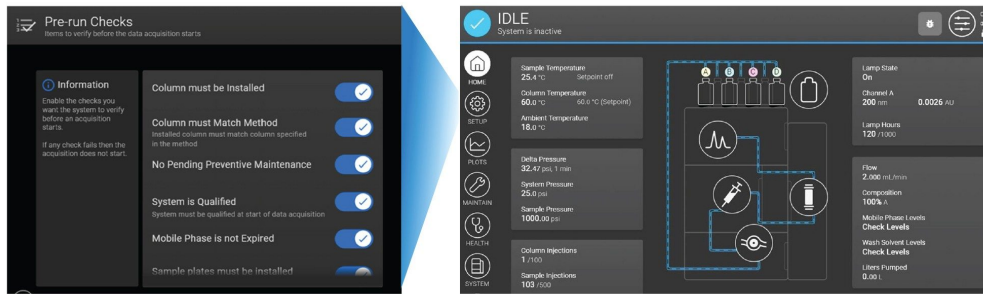 Pre-run Checks
Items to verify before the data acquisition starts
Information
Enable the checks you
want the system to verify
before an acquisition
starts.
If any check fails then the
acquisition does not start.
Column must be Installed
Column must Match Method
Installed column must match column specified
in the method
No Pending Preventive Maintenance
System is Qualified
System must be qualified at start of data acquisition
Mobile Phase is not Expired
Sample plates must be installed
IDLE
System is inactive
HOME
SETUP
PLOTS
MAINTAIN
HEALTH
SYSTEM
Sample Temperature
25.4 °C Setpoint off
Column Temperature
60.0 °C 60.0 °C (Setpoint)
Ambient Temperature
18.0 °C
Delta Pressure
32.47 psi, 1 min
System Pressure
25.0 psi
Sample Pressure
1000.00 psi
Column Injections
1 /100
Sample Injections
103 /500
A B C D
Lamp State
On
Channel A
200 nm 0.0026 AU
Lamp Hours
120 /1000
Flow
2.000 mL/min
Composition
100% A
Mobile Phase Levels
Check Levels
Wash Solvent Levels
Check Levels
Liters Pumped
0.00 L